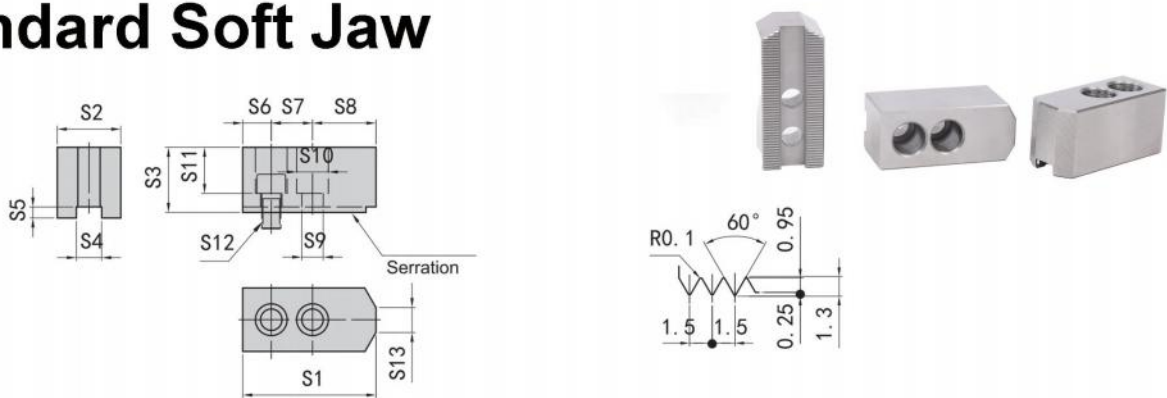 ndard Soft Jaw
S2
S6 S7 S8
S3
S11
S10
S5
S4
S12
S9
Serration
S13
S1
R0.1
60°
0.95
1.5
1.5
0.25
1.3